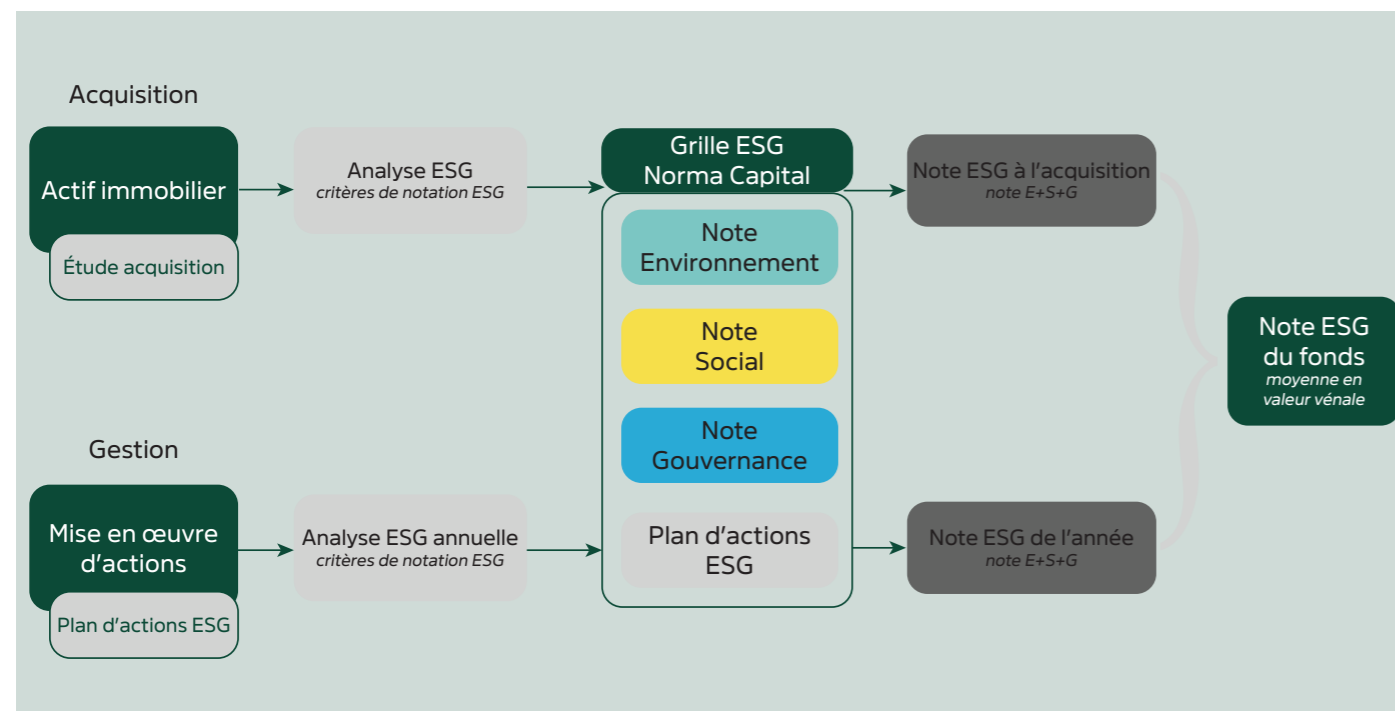 Acquisition
Actif immobilier
Étude acquisition
Analyse ESG
critères de notation ESG
Grille ESG
Norma Capital
Note
Environnement
Note
Social
Note
Gouvernance
Plan d'actions
ESG
Note ESG à l'acquisition
note E+S+G
Gestion
Mise en œuvre
d'actions
Plan d'actions ESG
Analyse ESG annuelle
critères de notation ESG
Note ESG de l'année
note E+S+G
Note ESG
du fonds
moyenne en
valeur vénale